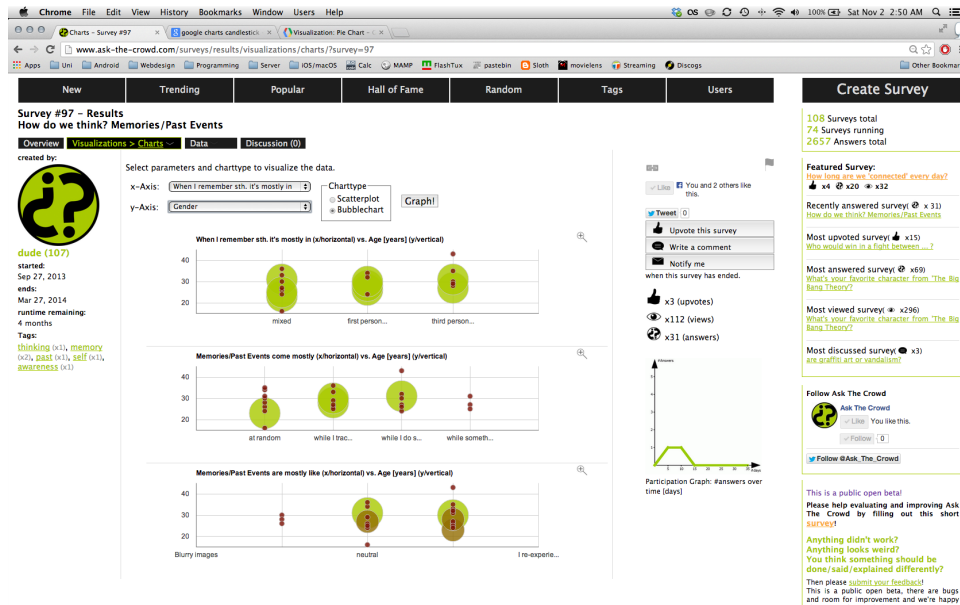 Chrome File Edit View History Bookmarks Window Users Help
100% Sat Nov 2 2:50 AM
Charts – Survey #97
google charts candlestick
Visualization: Pie Chart –
www.ask-the-crowd.com/surveys/results/visualizations/charts/?survey=97
Apps Uni Android Webdesign Programming Server iOS/macOS Calc MAMP FlashTux pastebin Sloth movielens Streaming Discogs Other Bookmar
New Trending Popular Hall of Fame Random Tags Users
Create Survey
Survey #97 – Results
How do we think? Memories/Past Events
Overview Visualizations > Charts Data Discussion (0)
created by:
dude (107)
started:
Sep 27, 2013
ends:
Mar 27, 2014
runtime remaining:
4 months
Tags:
thinking (x1), memory
(x2), past (x1), self (x1),
awareness (x1)
Select parameters and charttype to visualize the data.
x-Axis: When I remember sth. it's mostly in
y-Axis: Gender
Charttype
Scatterplot
Bubblechart
Graph!
When I remember sth. it's mostly in (x/horizontal) vs. Age [years] (y/vertical)
40
30
20
mixed first person... third person...
Memories/Past Events come mostly (x/horizontal) vs. Age [years] (y/vertical)
40
30
20
at random while I trac... while I do s... while someth...
Memories/Past Events are mostly like (x/horizontal) vs. Age [years] (y/vertical)
40
30
20
Blurry images neutral I re-experie...
Like You and 2 others like
this.
Tweet 0
Upvote this survey
Write a comment
Notify me
when this survey has ended.
x3 (upvotes)
x112 (views)
x31 (answers)
Participation Graph: #answers over
time [days]
108 Surveys total
74 Surveys running
2657 Answers total
Featured Survey:
How long are we 'connected' every day?
x4 x20 x32
Recently answered survey( x 31)
How do we think? Memories/Past Events
Most upvoted survey( x15)
Who would win in a fight between ... ?
Most answered survey( x69)
What's your favorite character from "The Big
Bang Theory"?
Most viewed survey( x296)
What's your favorite character from "The Big
Bang Theory"?
Most discussed survey( x3)
are graffiti art or vandalism?
Follow Ask The Crowd
Ask The Crowd
Like You like this.
Follow 0
Follow @Ask_The_Crowd
This is a public open beta!
Please help evaluating and improving Ask
The Crowd by filling out this short
survey!
Anything didn't work?
Anything looks weird?
You think something should be
done/said/explained differently?
Then please submit your feedback!
This is a public open beta, there are bugs
and room for improvement and we're happy